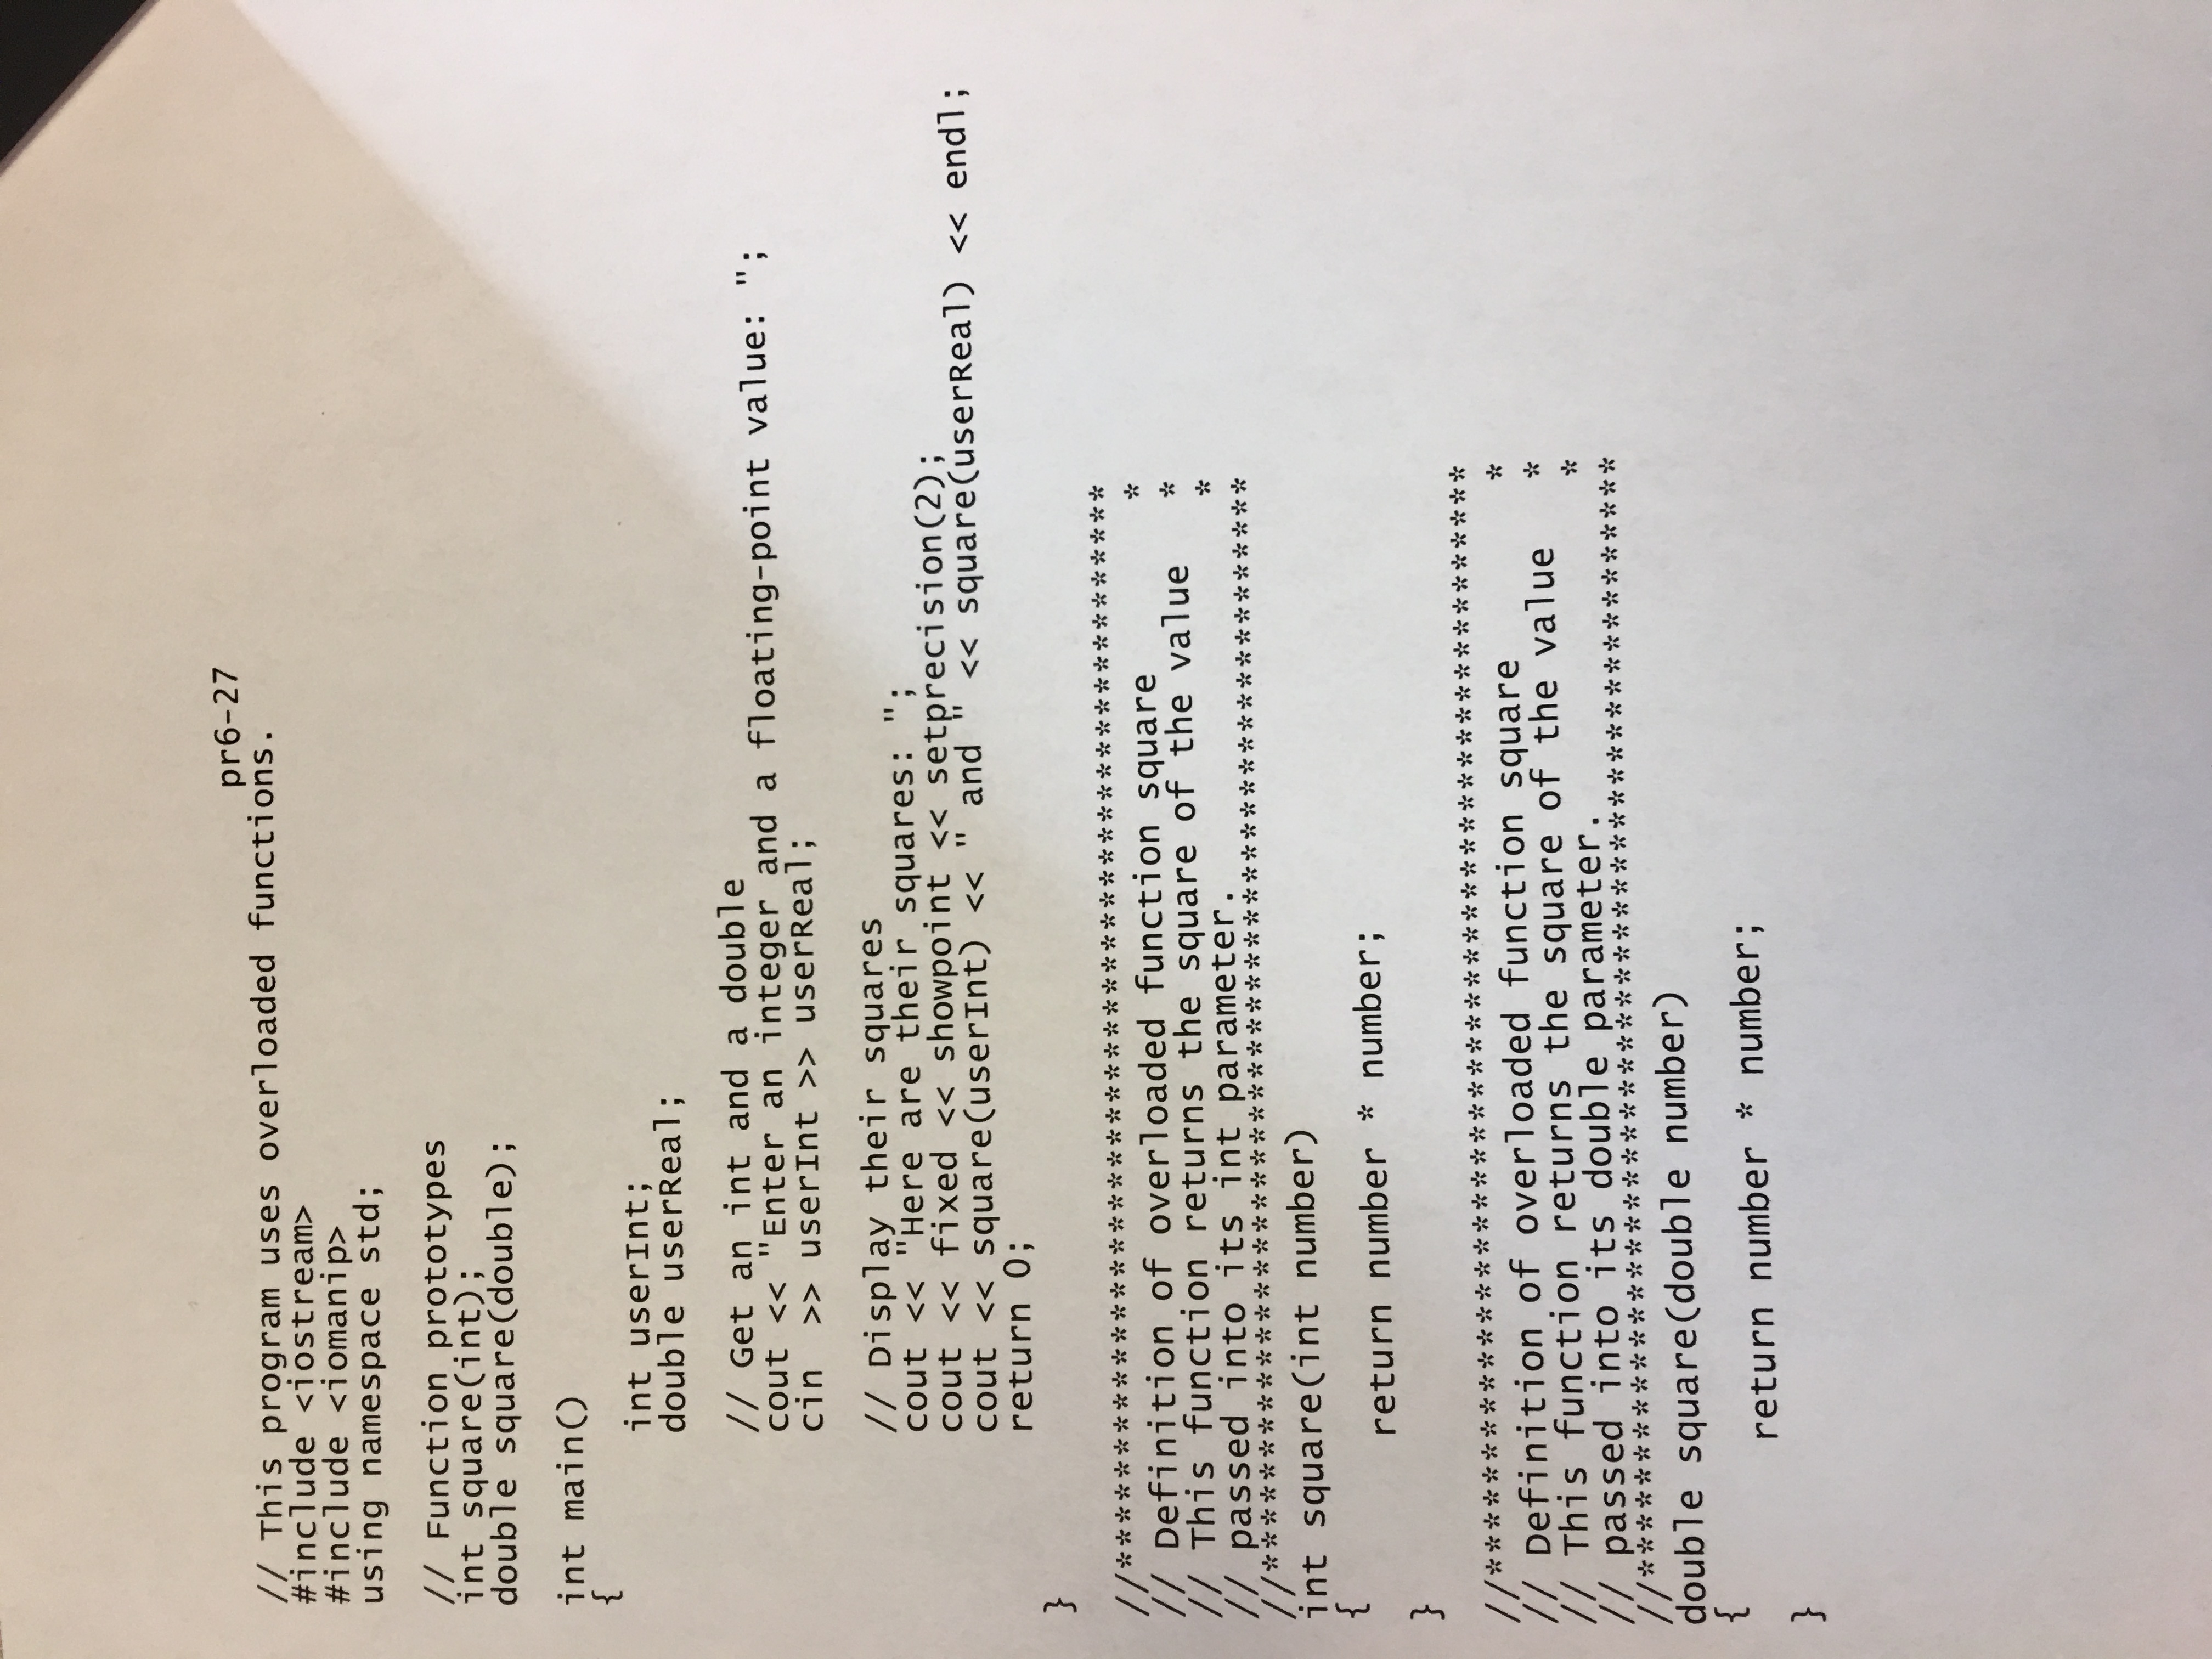 pr6-27
// This program uses overloaded functions.
#include <iostream>
#include <iomanip>
using namespace std;
// Function prototypes
int square(int);
double square(double);
int main()
{
int userInt;
double userReal;
// Get an int and a double
cout << "Enter an integer and a floating-point value: ";
cin  >> userInt >> userReal;
// Display their squares
cout << "Here are their squares: ";
cout << fixed << showpoint << setprecision(2);
cout << square(userInt) << " and " << square(userReal) << endl;
return 0;
}
//**************************************************
// Definition of overloaded function square        *
// This function returns the square of the value   *
// passed into its int parameter.                  *
//**************************************************
int square(int number)
{
return number * number;
}
//**************************************************
// Definition of overloaded function square        *
// This function returns the square of the value   *
// passed into its double parameter.               *
//**************************************************
double square(double number)
{
return number * number;
}